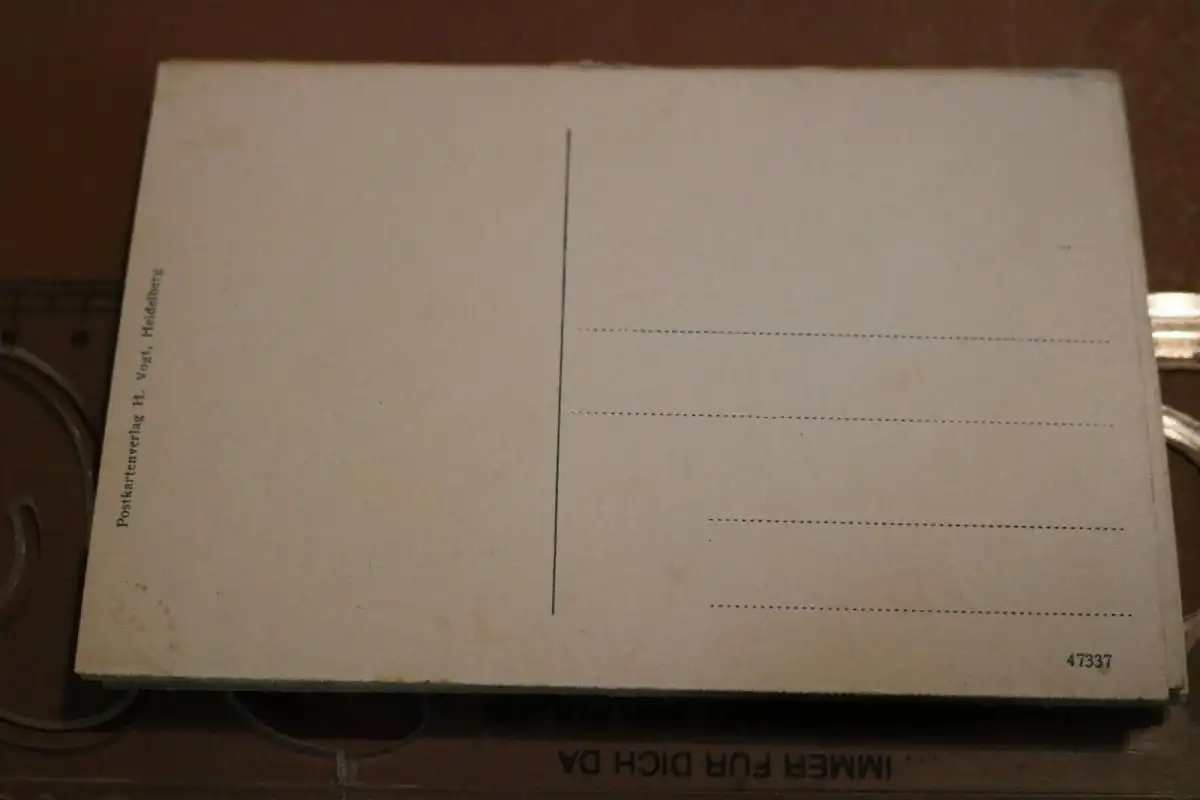 Postkartenverlag H. Vogt, Heidelberg
47337
... IMMER FÜR DICH DA